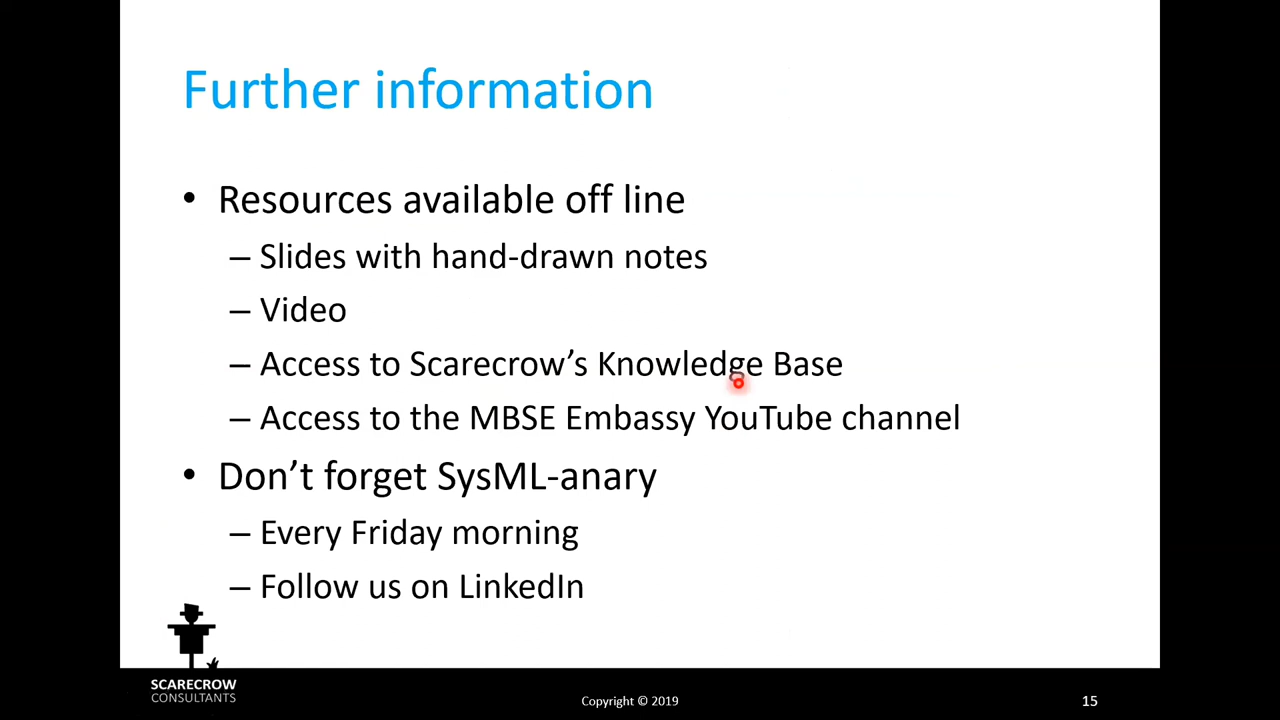 Further information
• Resources available off line
– Slides with hand-drawn notes
– Video
– Access to Scarecrow’s Knowledge Base
– Access to the MBSE Embassy YouTube channel
• Don’t forget SysML-anary
– Every Friday morning
– Follow us on LinkedIn
SCARECROW
CONSULTANTS
Copyright © 2019
15